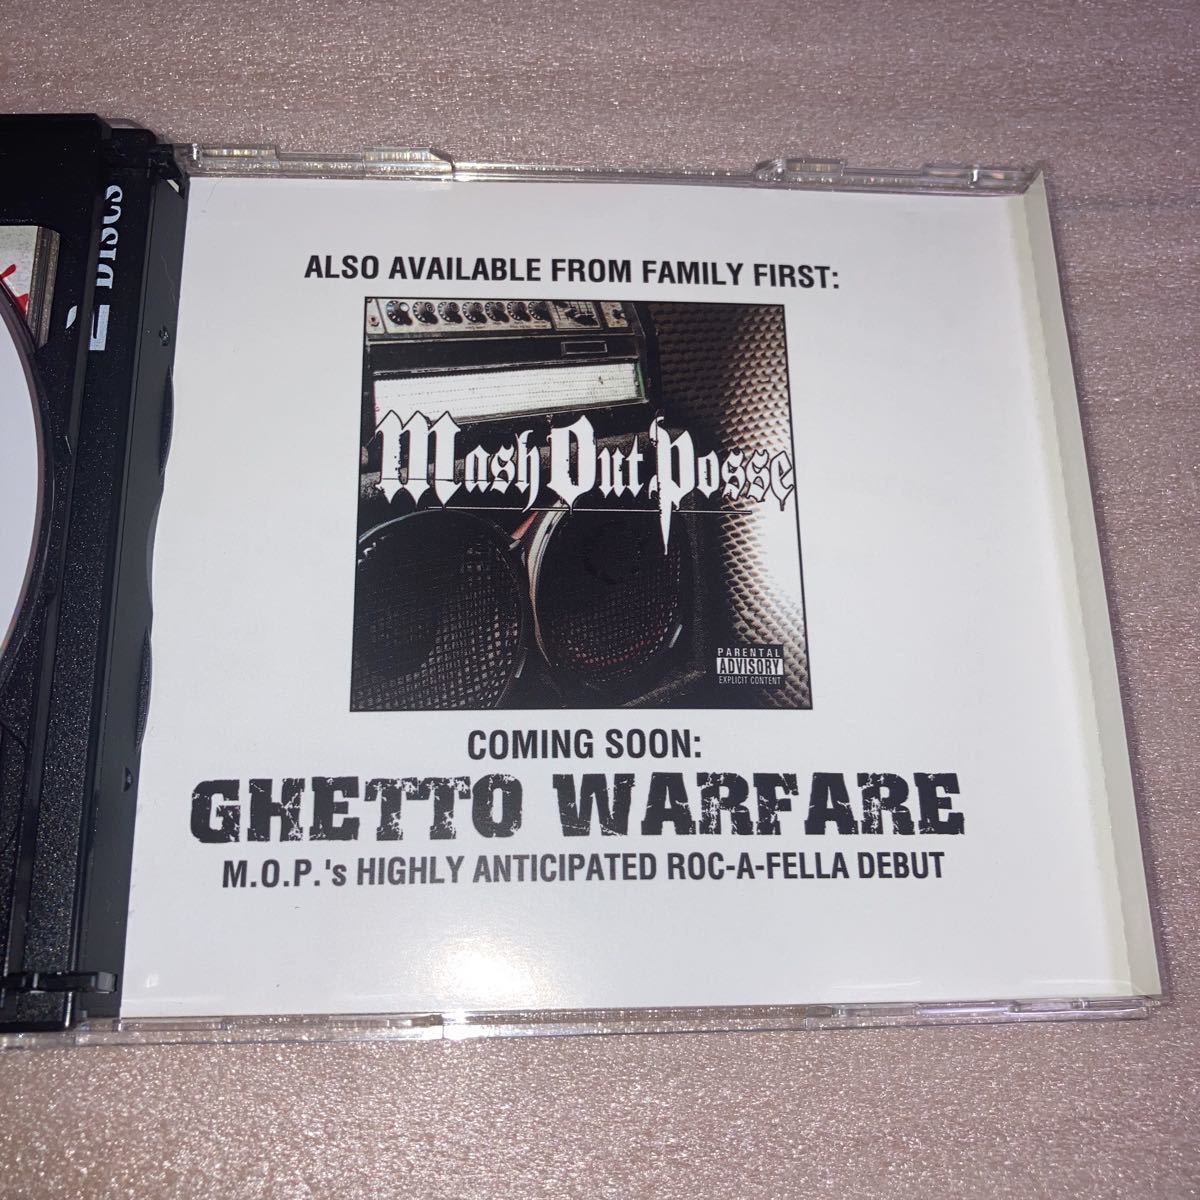 DISCS
ALSO AVAILABLE FROM FAMILY FIRST:
Mash Out Posse
PARENTAL
ADVISORY
EXPLICIT CONTENT
COMING SOON:
GHETTO WARFARE
M.O.P.'s HIGHLY ANTICIPATED ROC-A-FELLA DEBUT